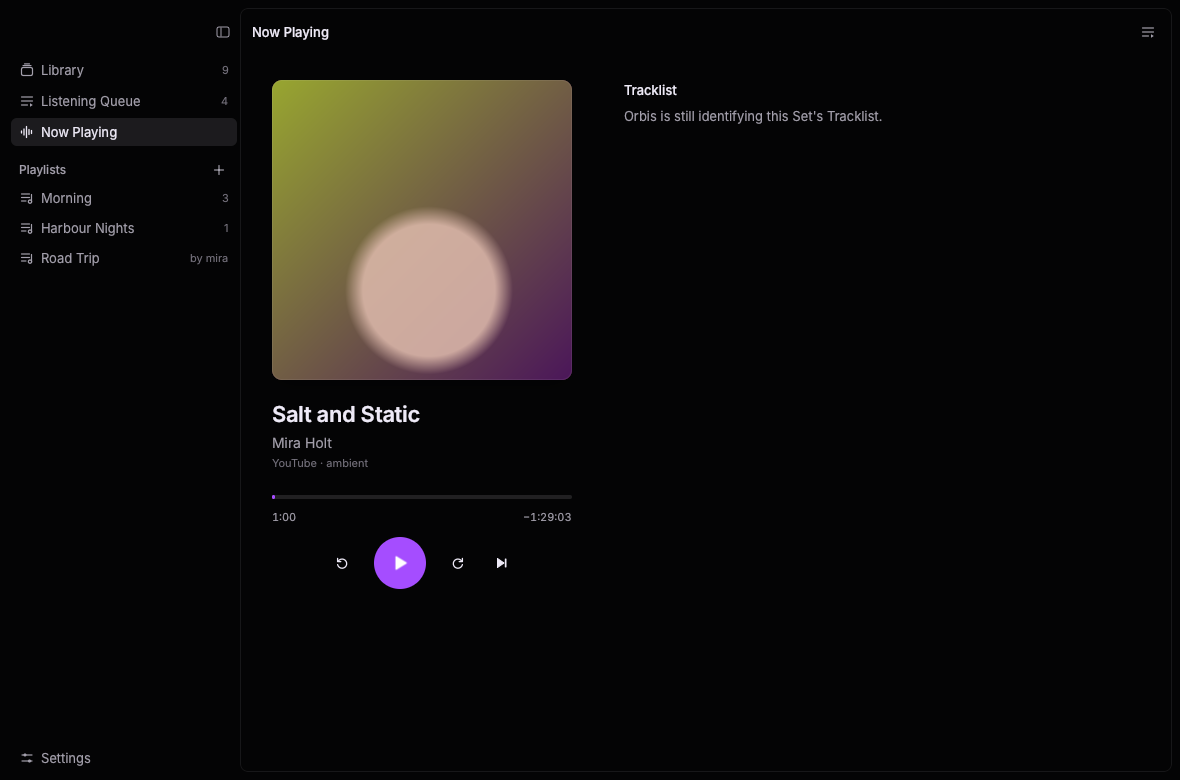 Now Playing
Library 9
Listening Queue 4
Now Playing
Playlists
Morning 3
Harbour Nights 1
Road Trip by mira
Settings
Tracklist
Orbis is still identifying this Set's Tracklist.
Salt and Static
Mira Holt
YouTube · ambient
1:00 −1:29:03